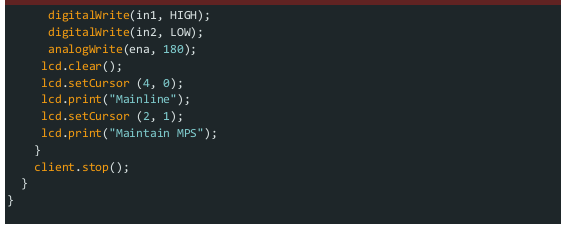 digitalWrite(in1, HIGH);
digitalWrite(in2, LOW);
analogWrite(ena, 180);
lcd.clear();
lcd.setCursor (4, 0);
lcd.print("Mainline");
lcd.setCursor (2, 1);
lcd.print("Maintain MPS");
}
client.stop();
}
}